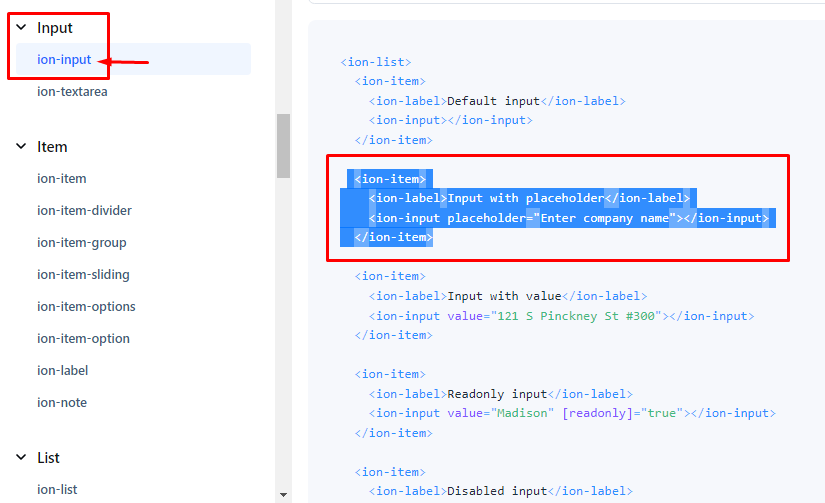 Input
ion-input
ion-textarea
Item
ion-item
ion-item-divider
ion-item-group
ion-item-sliding
ion-item-options
ion-item-option
ion-label
ion-note
List
ion-list
<ion-list>
<ion-item>
<ion-label>Default input</ion-label>
<ion-input></ion-input>
</ion-item>
<ion-item>
<ion-label>Input with placeholder</ion-label>
<ion-input placeholder="Enter company name"></ion-input>
</ion-item>
<ion-item>
<ion-label>Input with value</ion-label>
<ion-input value="121 S Pinckney St #300"></ion-input>
</ion-item>
<ion-item>
<ion-label>Readonly input</ion-label>
<ion-input value="Madison" [readonly]="true"></ion-input>
</ion-item>
<ion-item>
<ion-label>Disabled input</ion-label>